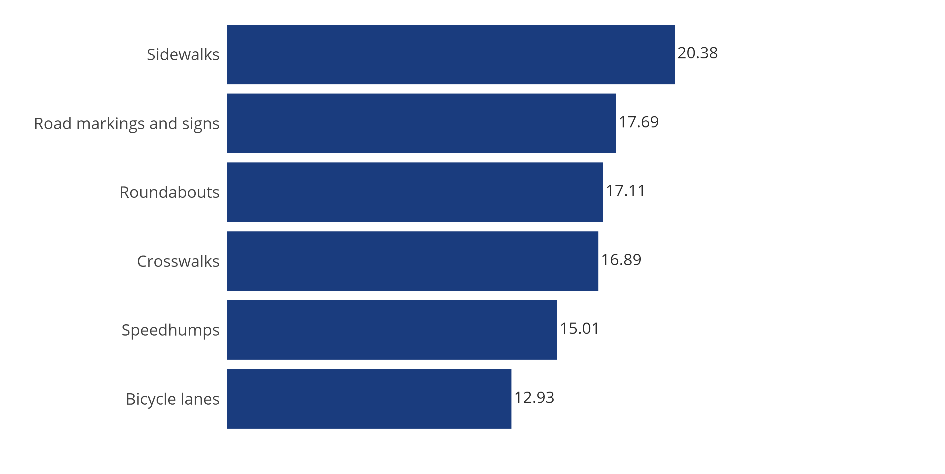 Sidewalks 20.38
Road markings and signs 17.69
Roundabouts 17.11
Crosswalks 16.89
Speedhumps 15.01
Bicycle lanes 12.93